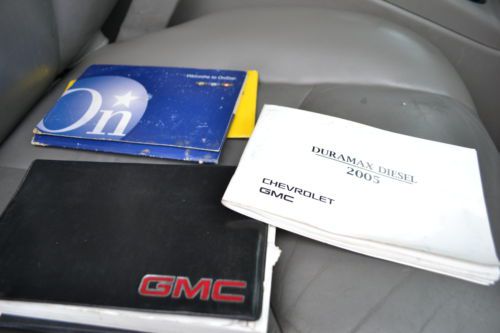 Welcome to OnStar
On
DURAMAX DIESEL
2005
CHEVROLET
GMC
GMC